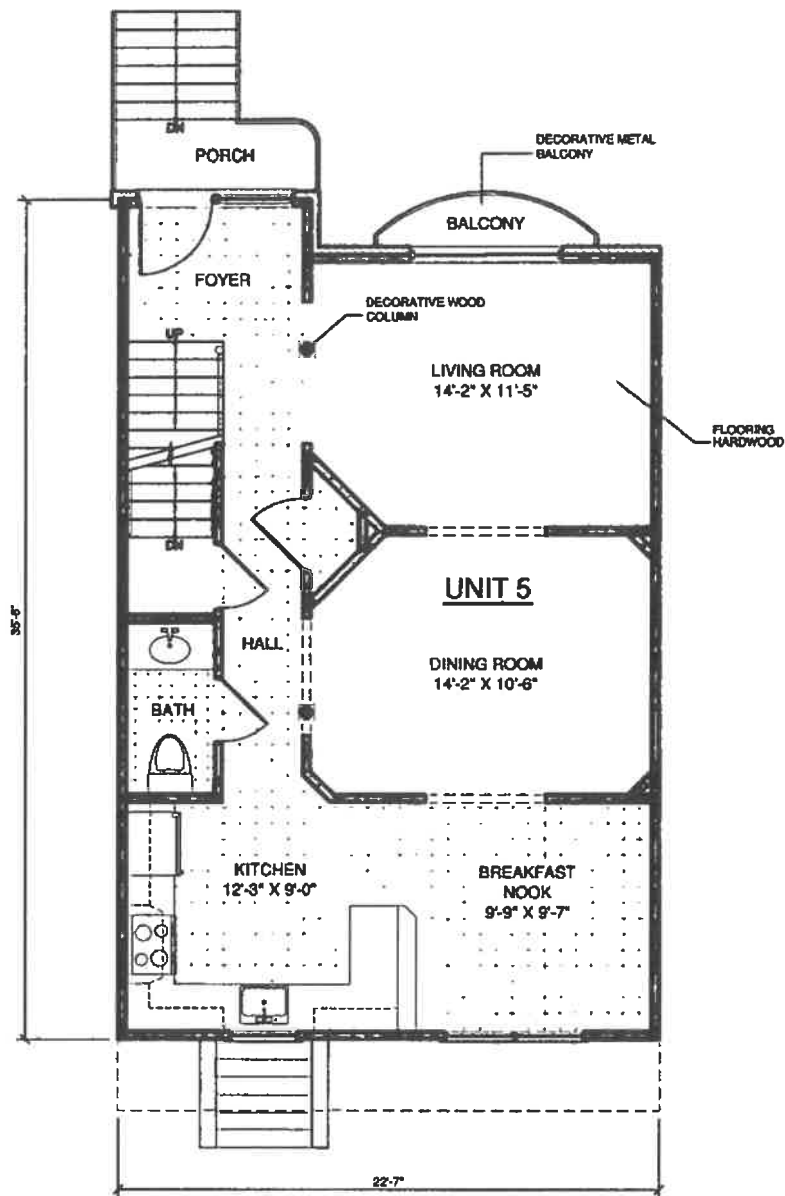 DN
PORCH
DECORATIVE METAL
BALCONY
BALCONY
FOYER
DECORATIVE WOOD
COLUMN
UP
LIVING ROOM
14'-2" X 11'-5"
FLOORING
HARDWOOD
DN
UNIT 5
HALL
DINING ROOM
14'-2" X 10'-6"
BATH
35'-6"
KITCHEN
12'-3" X 9'-0"
BREAKFAST
NOOK
9'-9" X 9'-7"
22'-7"